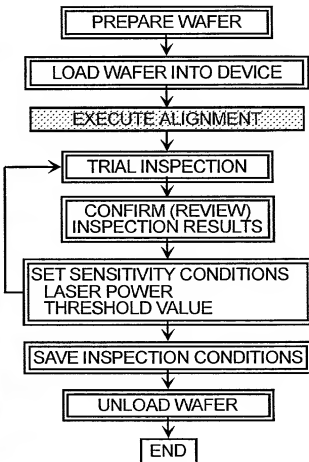 PREPARE WAFER
LOAD WAFER INTO DEVICE
EXECUTE ALIGNMENT
TRIAL INSPECTION
CONFIRM (REVIEW)
INSPECTION RESULTS
SET SENSITIVITY CONDITIONS
LASER POWER
THRESHOLD VALUE
SAVE INSPECTION CONDITIONS
UNLOAD WAFER
END